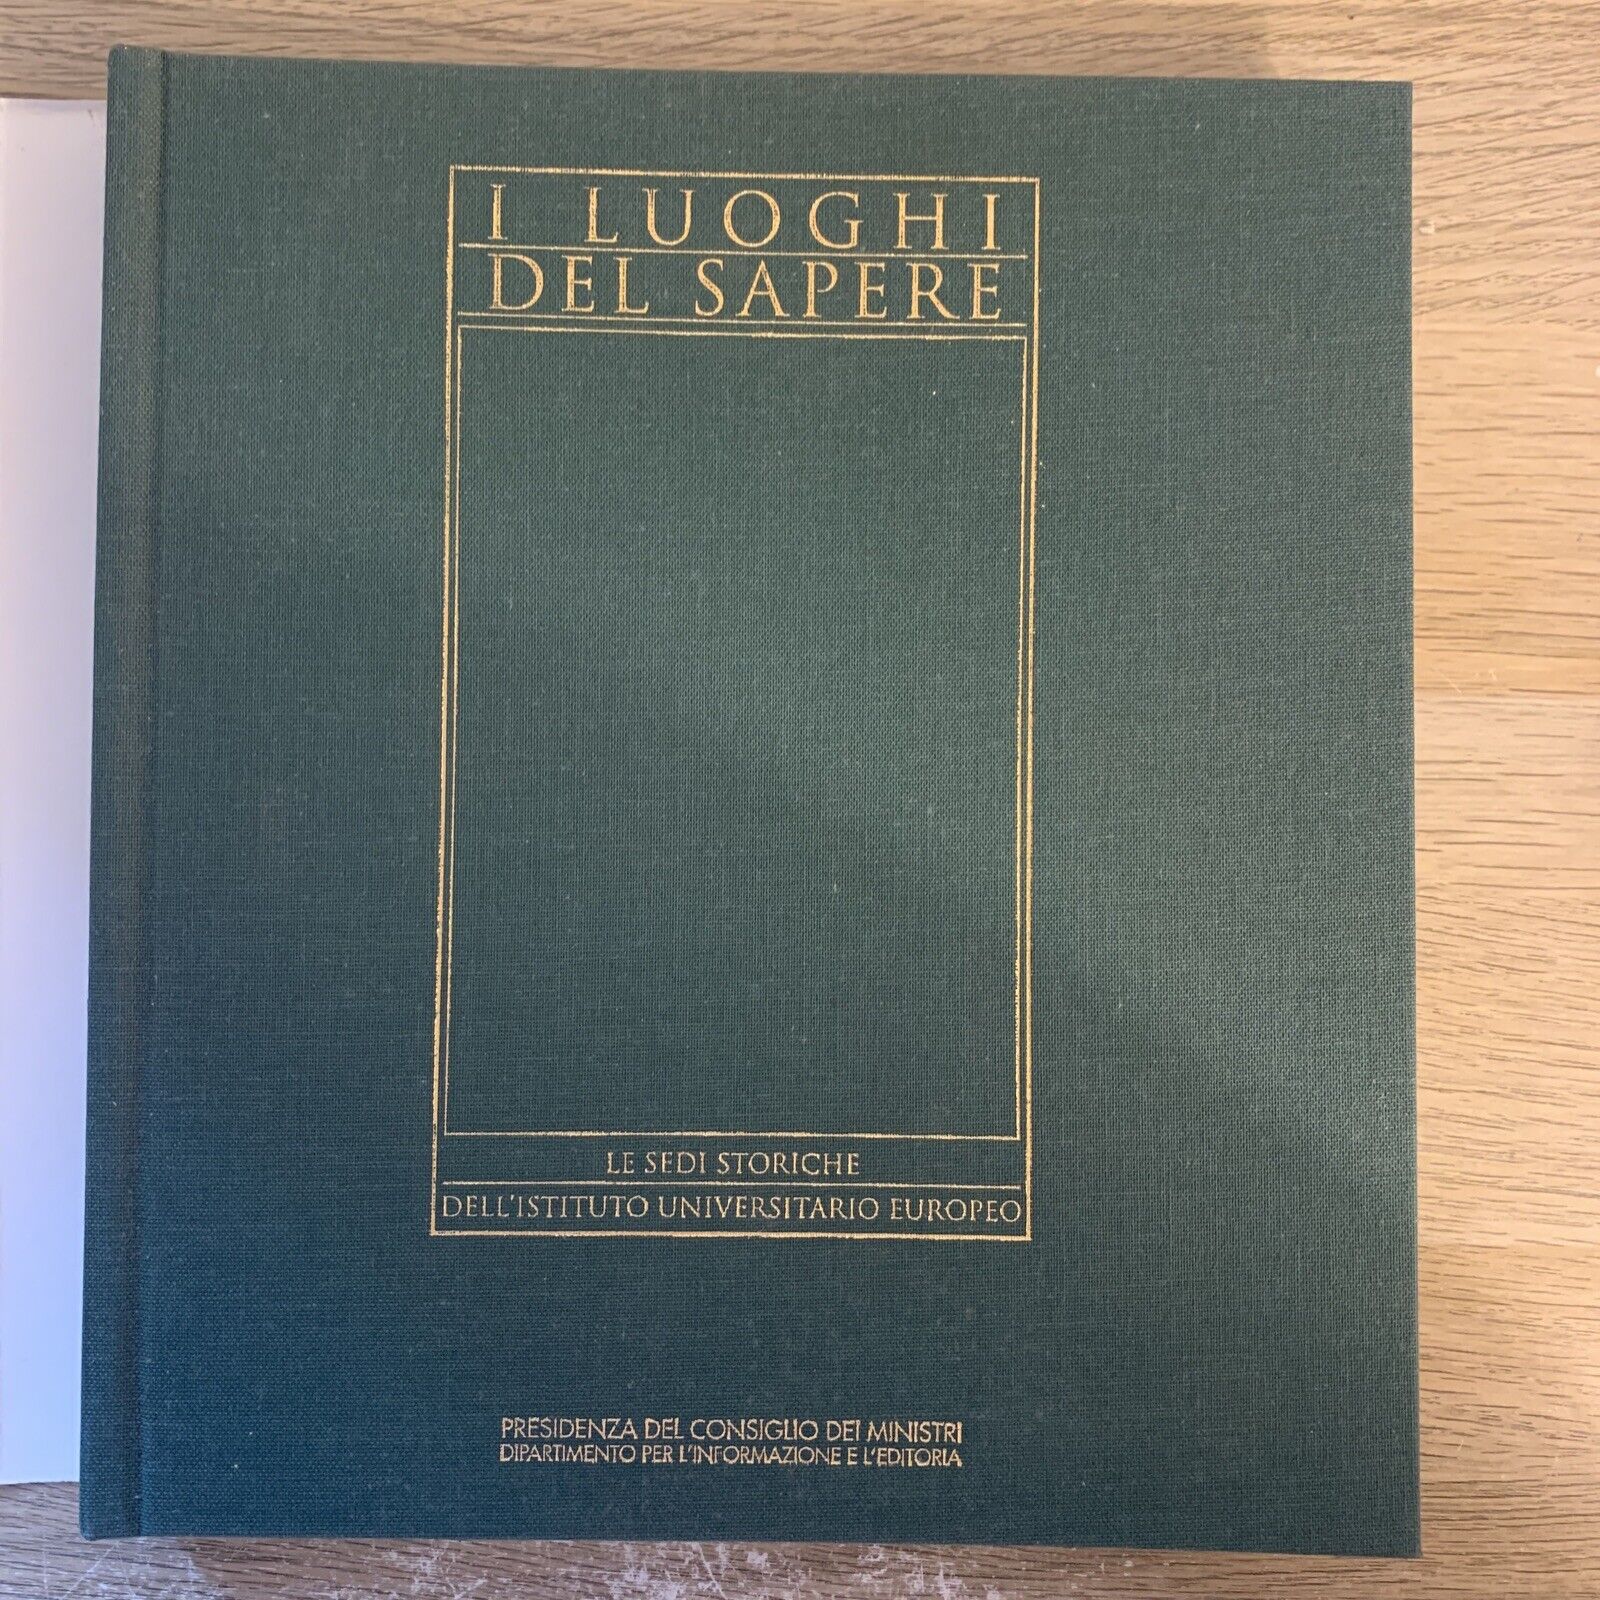 I LUOGHI
DEL SAPERE
LE SEDI STORICHE
DELL'ISTITUTO UNIVERSITARIO EUROPEO
PRESIDENZA DEL CONSIGLIO DEI MINISTRI
DIPARTIMENTO PER L'INFORMAZIONE E L'EDITORIA